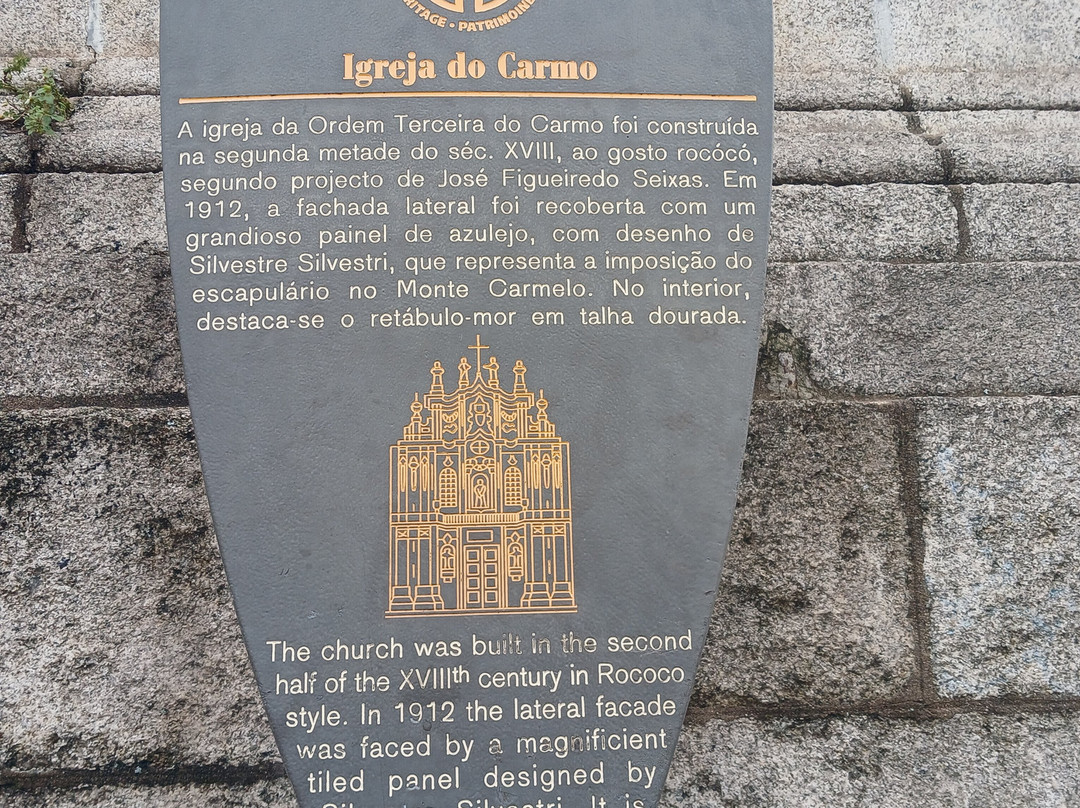 PATRIMOINE
Igreja do Carmo
A igreja da Ordem Terceira do Carmo foi construída
na segunda metade do séc. XVIII, ao gosto rocócó,
segundo projecto de José Figueiredo Seixas. Em
1912, a fachada lateral foi recoberta com um
grandioso painel de azulejo, com desenho de
Silvestre Silvestri, que representa a imposição do
escapulário no Monte Carmelo. No interior,
destaca-se o retábulo-mor em talha dourada.
The church was built in the second
half of the XVIIIth century in Rococo
style. In 1912 the lateral facade
was faced by a magnificient
tiled panel designed by
Silvestri. It is